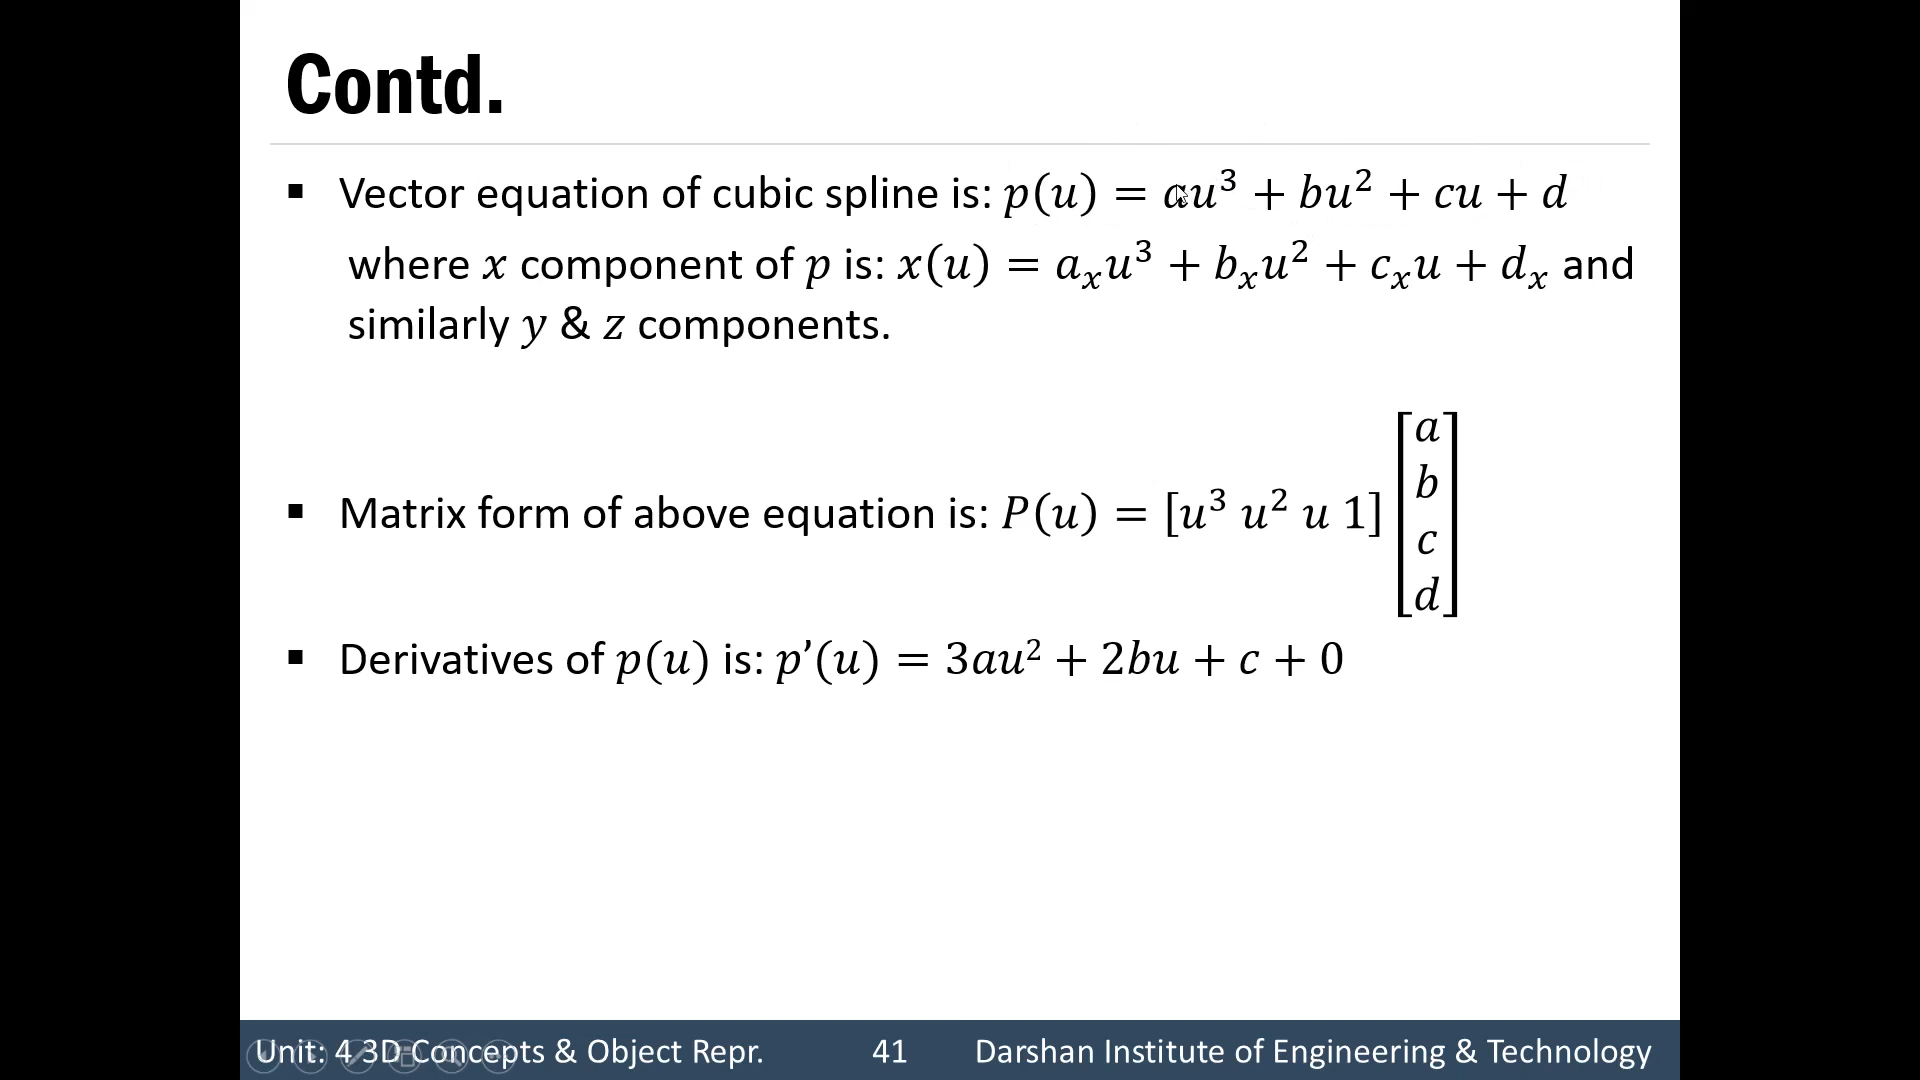 Contd.
▪ Vector equation of cubic spline is: p(u) = au³ + bu² + cu + d
where x component of p is: x(u) = aₓu³ + bₓu² + cₓu + dₓ and
similarly y & z components.
▪ Matrix form of above equation is: P(u) = [u³ u² u 1] [a b c d]
▪ Derivatives of p(u) is: p’(u) = 3au² + 2bu + c + 0
Unit: 4 3D Concepts & Object Repr. 41 Darshan Institute of Engineering & Technology